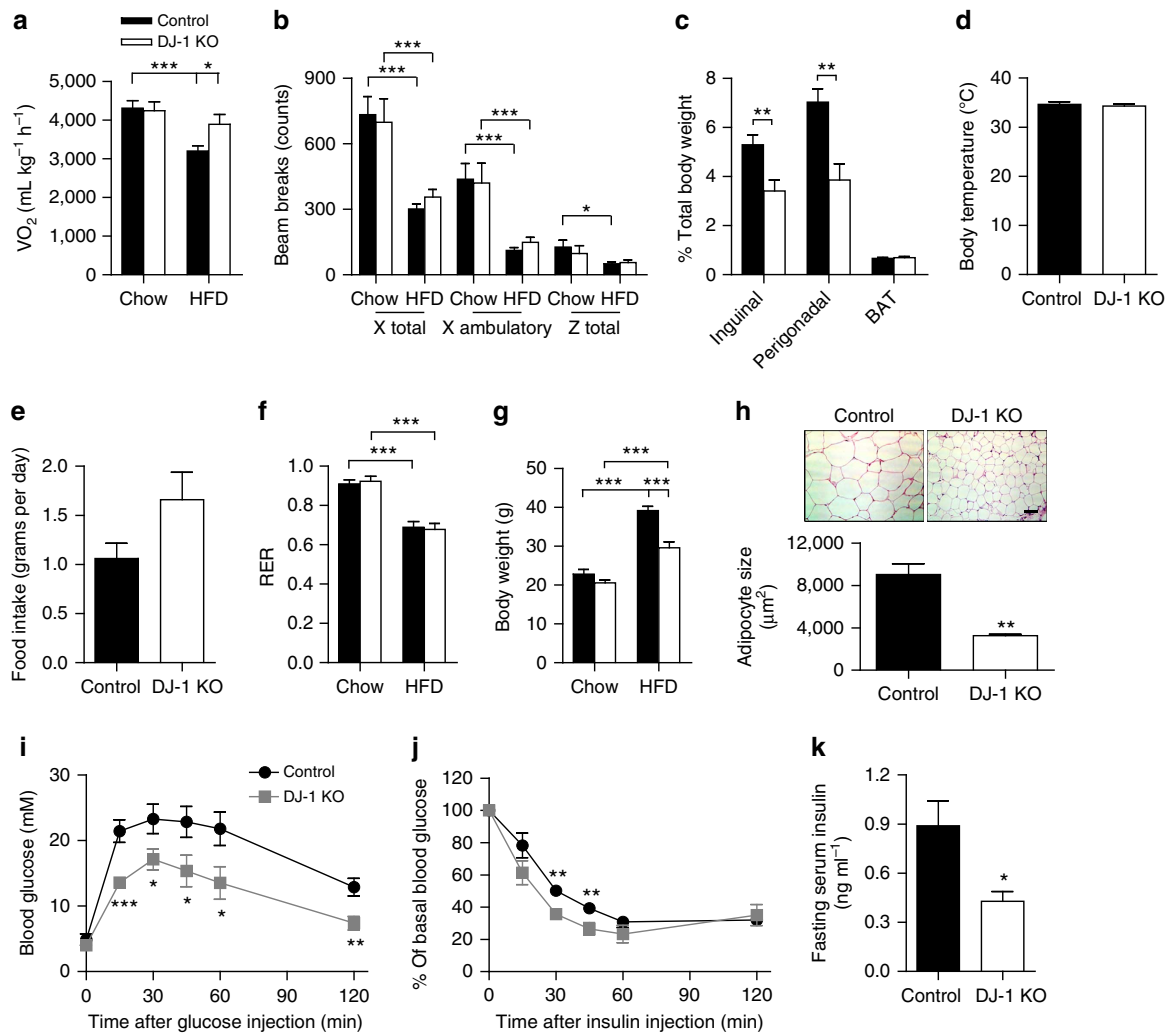 a
Control
DJ-1 KO
*** *
5,000
4,000
3,000
2,000
1,000
0
VO₂ (mL kg⁻¹ h⁻¹)
Chow HFD
b
***
***
***
***
*
900
600
300
0
Beam breaks (counts)
Chow HFD Chow HFD Chow HFD
X total X ambulatory Z total
c
**
**
8
6
4
2
0
% Total body weight
Inguinal
Perigonadal
BAT
d
40
30
20
10
0
Body temperature (°C)
Control DJ-1 KO
e
2.0
1.5
1.0
0.5
0.0
Food intake (grams per day)
Control DJ-1 KO
f
***
***
1.0
0.8
0.6
0.4
0.2
0.0
RER
Chow HFD
g
***
*** ***
50
40
30
20
10
0
Body weight (g)
Chow HFD
h
Control DJ-1 KO
12,000
8,000
4,000
0
Adipocyte size
(µm²)
**
Control DJ-1 KO
i
Control
DJ-1 KO
30
20
10
0
Blood glucose (mM)
***
*
*
*
**
0 30 60 90 120
Time after glucose injection (min)
j
120
100
80
60
40
20
0
% Of basal blood glucose
**
**
0 30 60 90 120
Time after insulin injection (min)
k
1.2
0.9
0.6
0.3
0.0
Fasting serum insulin
(ng ml⁻¹)
*
Control DJ-1 KO